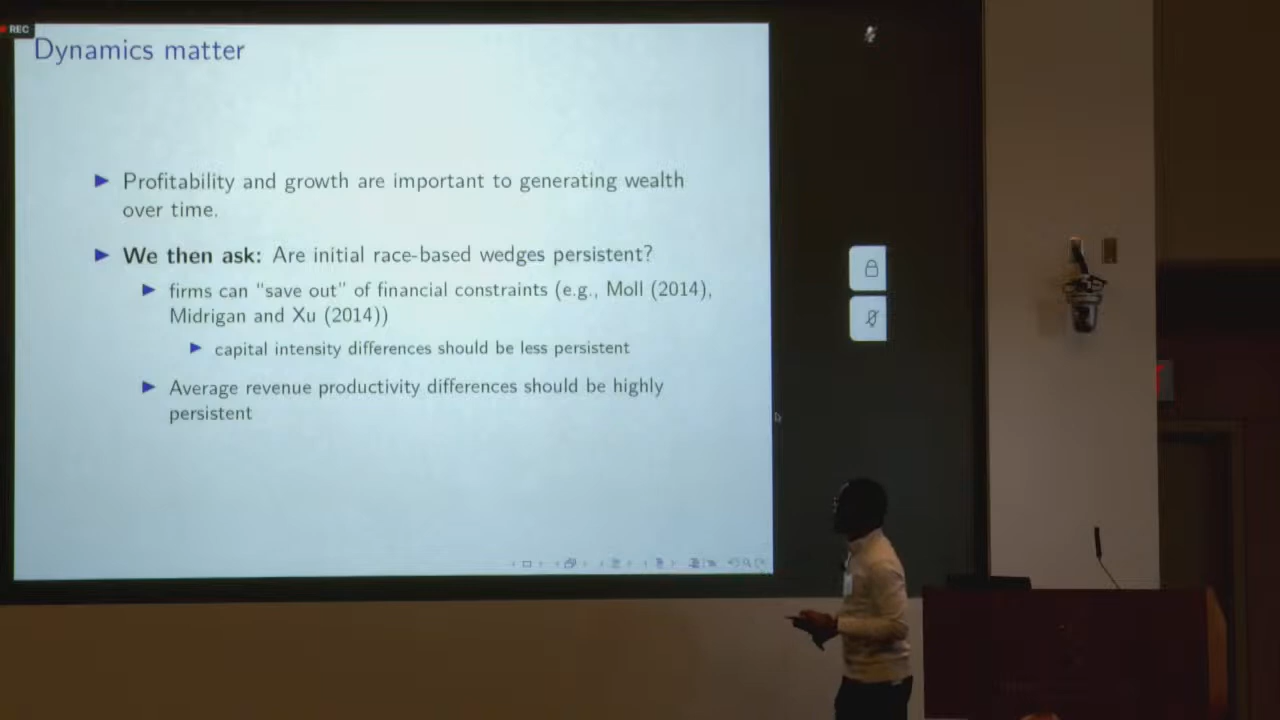 REC
Dynamics matter
Profitability and growth are important to generating wealth
over time.
We then ask: Are initial race-based wedges persistent?
firms can “save out” of financial constraints (e.g., Moll (2014),
Midrigan and Xu (2014))
capital intensity differences should be less persistent
Average revenue productivity differences should be highly
persistent